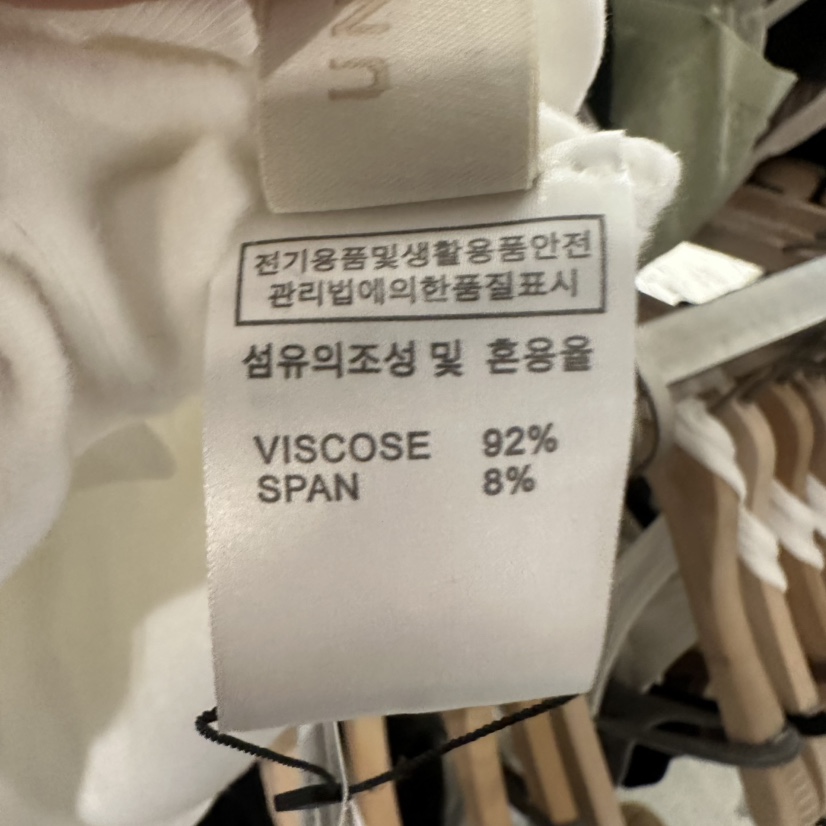 UN
전기용품및생활용품안전
관리법에의한품질표시
섬유의조성 및 혼용율
VISCOSE 92%
SPAN 8%